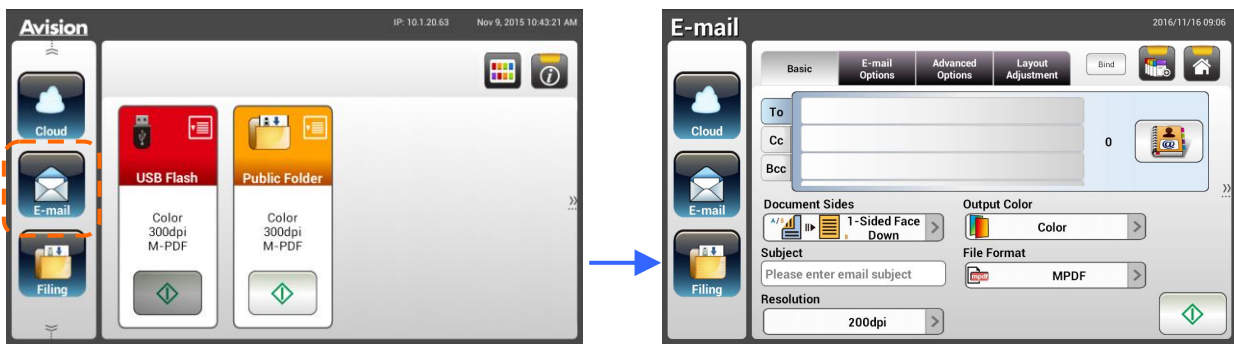 Avision
IP: 10.1.20.63
Nov 9, 2015 10:43:21 AM
Cloud
E-mail
Filing
USB Flash
Color
300dpi
M-PDF
Public Folder
Color
300dpi
M-PDF
E-mail
2016/11/16 09:06
Cloud
E-mail
Filing
Basic
E-mail
Options
Advanced
Options
Layout
Adjustment
Bind
To
Cc
Bcc
0
Document Sides
A/B
1-Sided Face
Down
Output Color
Color
Subject
Please enter email subject
File Format
MPDF
Resolution
200dpi